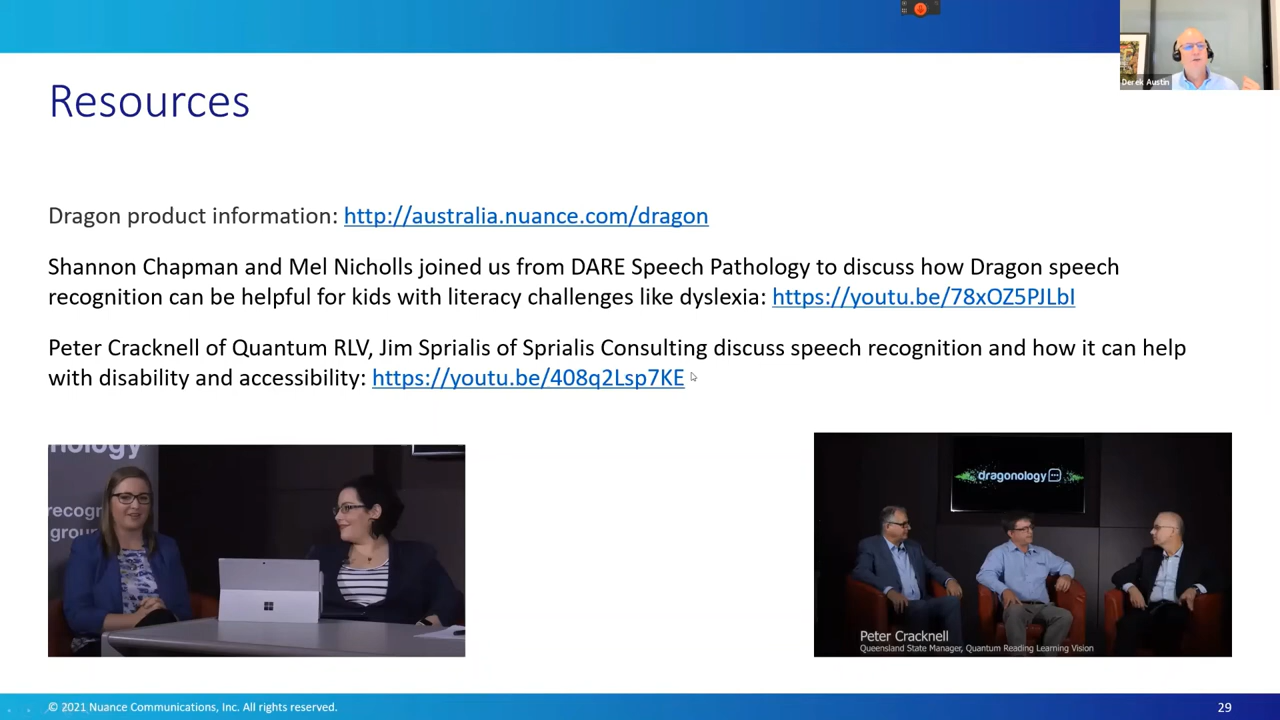 Derek Austin
Resources
Dragon product information: http://australia.nuance.com/dragon
Shannon Chapman and Mel Nicholls joined us from DARE Speech Pathology to discuss how Dragon speech
recognition can be helpful for kids with literacy challenges like dyslexia: https://youtu.be/78xOZ5PJLbI
Peter Cracknell of Quantum RLV, Jim Sprialis of Sprialis Consulting discuss speech recognition and how it can help
with disability and accessibility: https://youtu.be/408q2Lsp7KE
dragonology
Peter Cracknell
Queensland State Manager, Quantum Reading Learning Vision
© 2021 Nuance Communications, Inc. All rights reserved.
29